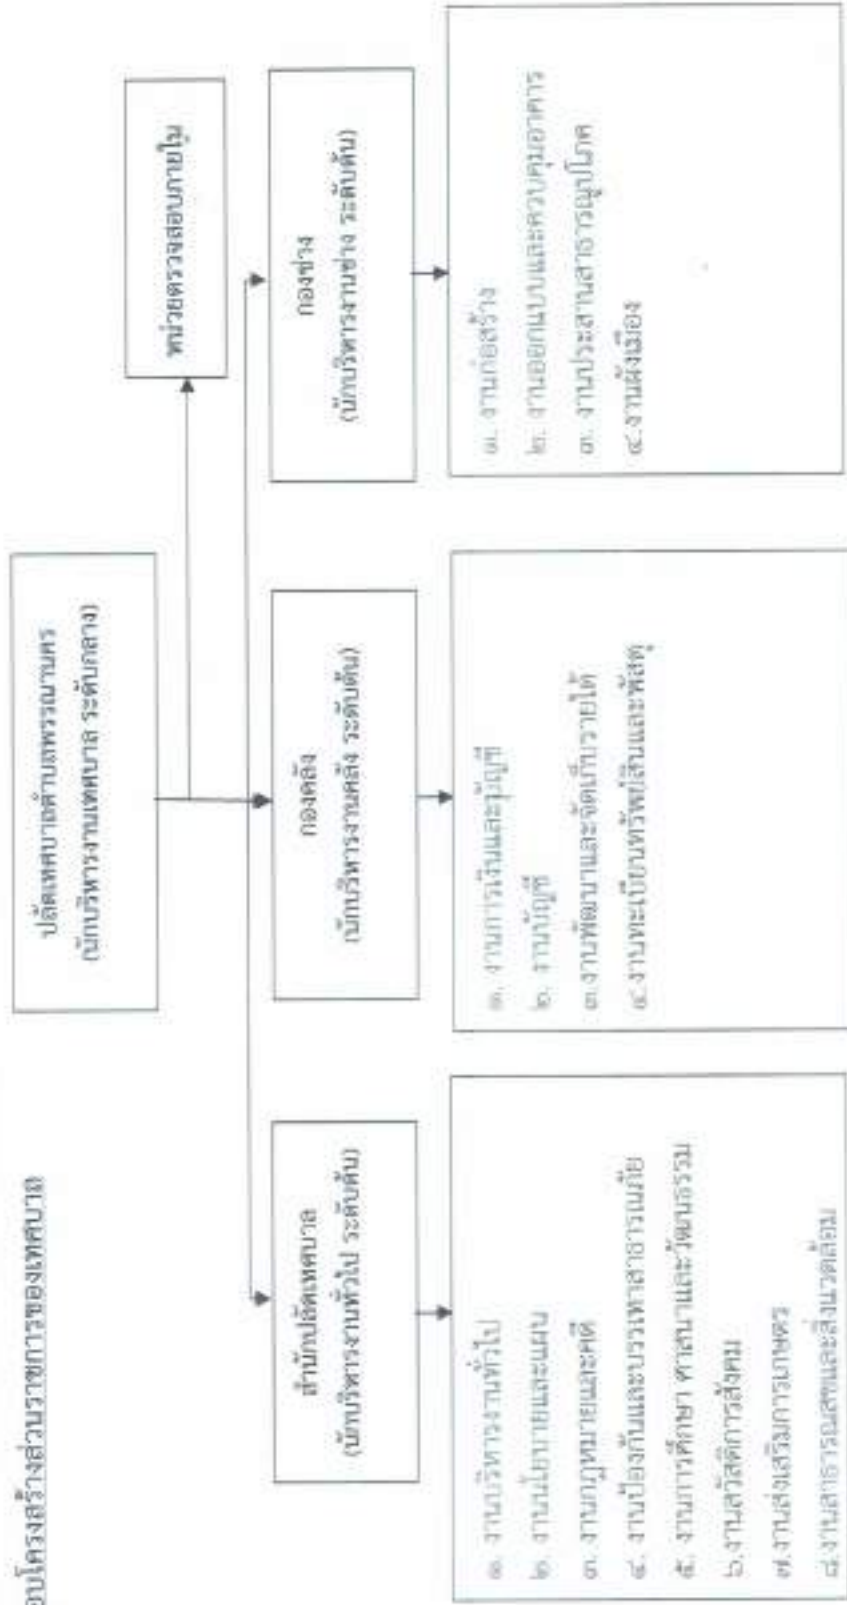 อบโครงสร้างส่วนราชการของเทศบาล
ปลัดเทศบาลตำบลพรรณานคร
(นักบริหารงานเทศบาล ระดับกลาง)
หน่วยตรวจสอบภายใน
สำนักปลัดเทศบาล
(นักบริหารงานทั่วไป ระดับต้น)
กองคลัง
(นักบริหารงานคลัง ระดับต้น)
กองช่าง
(นักบริหารงานช่าง ระดับต้น)
๑. งานบริหารงานทั่วไป
๒. งานนโยบายและแผน
๓. งานกฎหมายและคดี
๔. งานป้องกันและบรรเทาสาธารณภัย
๕. งานการศึกษา ศาสนาและวัฒนธรรม
๖.งานสวัสดิการสังคม
๗.งานส่งเสริมการเกษตร
๘.งานสาธารณสุขและสิ่งแวดล้อม
๑. งานการเงินและบัญชี
๒. งานบัญชี
๓.งานพัฒนาและจัดเก็บรายได้
๔.งานทะเบียนทรัพย์สินและพัสดุ
๑. งานก่อสร้าง
๒. งานออกแบบและควบคุมอาคาร
๓. งานประสานสาธารณูปโภค
๔.งานผังเมือง